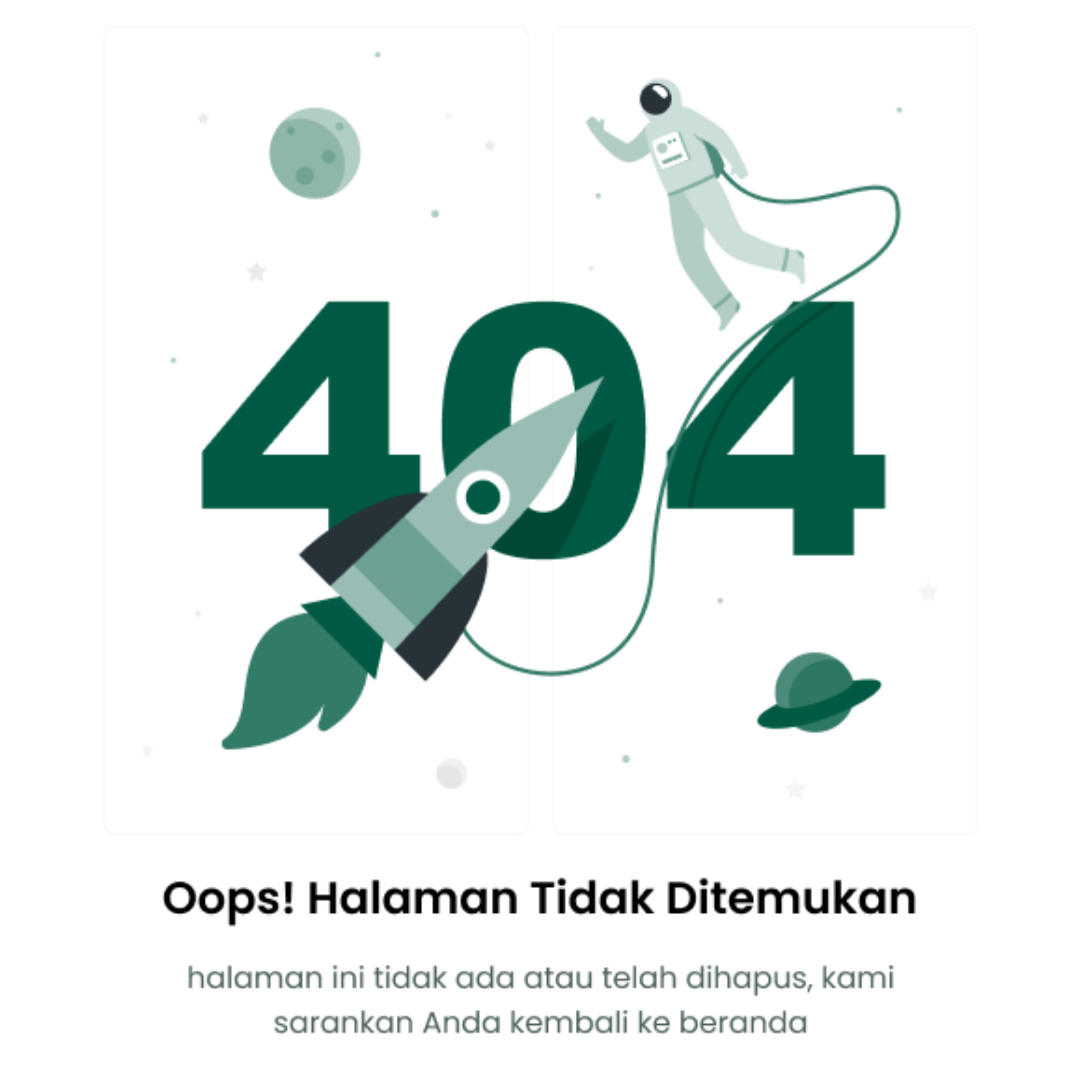 404
Oops! Halaman Tidak Ditemukan
halaman ini tidak ada atau telah dihapus, kami
sarankan Anda kembali ke beranda